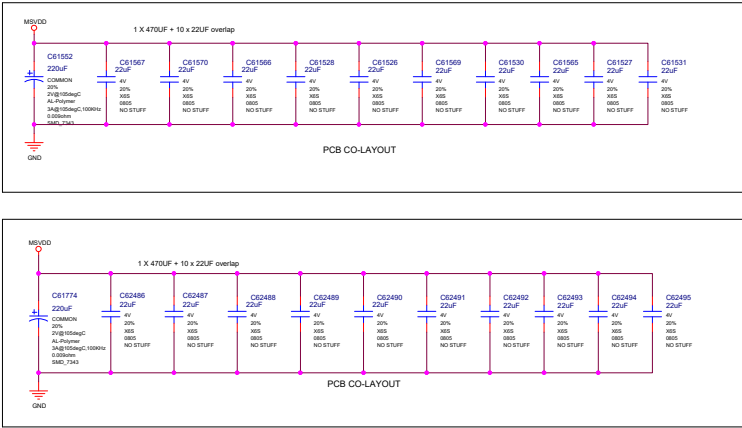 MSVDD
1 X 470UF + 10 x 22UF overlap
C61552
220uF
COMMON
20%
2V@105degC
AL-Polymer
3A@105degC,100KHz
0.009ohm
SMD_7343
C61567
22uF
4V
20%
X6S
0805
NO STUFF
C61570
22uF
4V
20%
X6S
0805
NO STUFF
C61566
22uF
4V
20%
X6S
0805
NO STUFF
C61528
22uF
4V
20%
X6S
0805
NO STUFF
C61526
22uF
4V
20%
X6S
0805
NO STUFF
C61569
22uF
4V
20%
X6S
0805
NO STUFF
C61530
22uF
4V
20%
X6S
0805
NO STUFF
C61565
22uF
4V
20%
X6S
0805
NO STUFF
C61527
22uF
4V
20%
X6S
0805
NO STUFF
C61531
22uF
4V
20%
X6S
0805
NO STUFF
GND
PCB CO-LAYOUT
MSVDD
1 X 470UF + 10 x 22UF overlap
C61774
220uF
COMMON
20%
2V@105degC
AL-Polymer
3A@105degC,100KHz
0.009ohm
SMD_7343
C62486
22uF
4V
20%
X6S
0805
NO STUFF
C62487
22uF
4V
20%
X6S
0805
NO STUFF
C62488
22uF
4V
20%
X6S
0805
NO STUFF
C62489
22uF
4V
20%
X6S
0805
NO STUFF
C62490
22uF
4V
20%
X6S
0805
NO STUFF
C62491
22uF
4V
20%
X6S
0805
NO STUFF
C62492
22uF
4V
20%
X6S
0805
NO STUFF
C62493
22uF
4V
20%
X6S
0805
NO STUFF
C62494
22uF
4V
20%
X6S
0805
NO STUFF
C62495
22uF
4V
20%
X6S
0805
NO STUFF
PCB CO-LAYOUT
GND